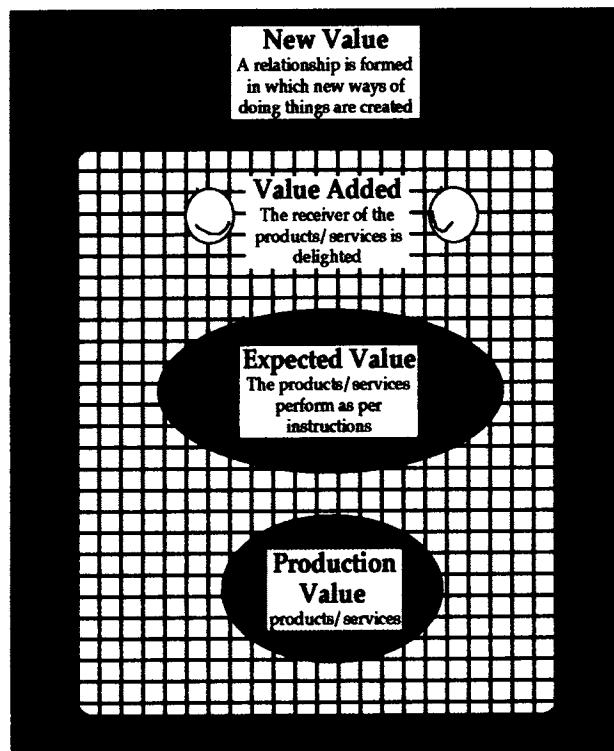 New Value
A relationship is formed
in which new ways of
doing things are created
Value Added
The receiver of the
products/services is
delighted
Expected Value
The products/services
perform as per
instructions
Production
Value
products/services